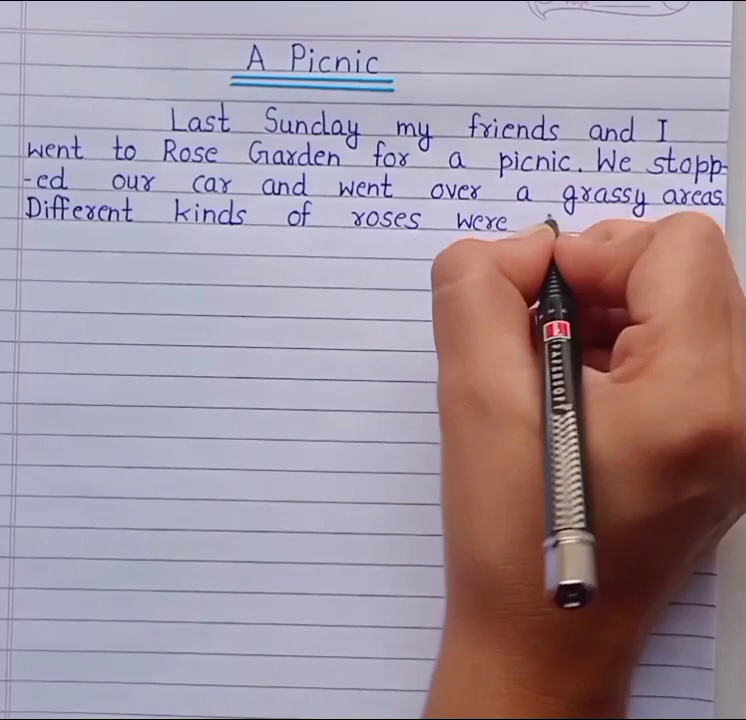 A Picnic
Last Sunday my friends and I
went to Rose Garden for a picnic. We stopp-
-ed our car and went over a grassy areas.
Different kinds of roses were